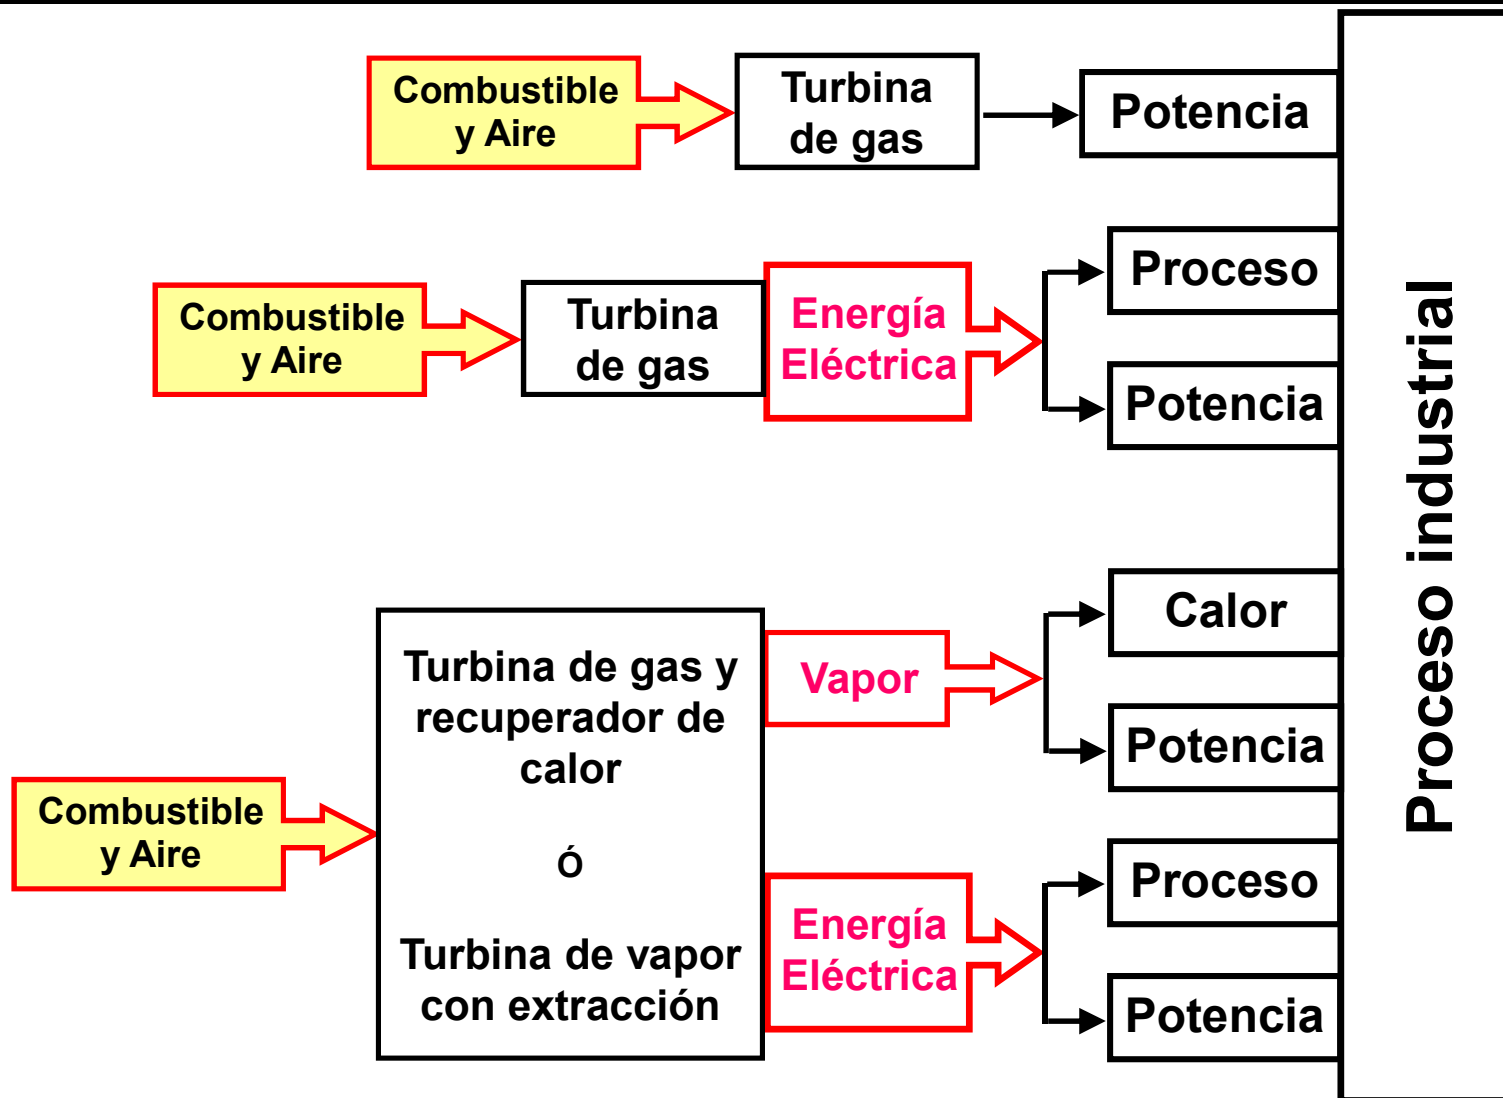 Combustible
y Aire
Turbina
de gas
Potencia
Combustible
y Aire
Turbina
de gas
Energía
Eléctrica
Proceso
Potencia
Combustible
y Aire
Turbina de gas y
recuperador de
calor
Ó
Turbina de vapor
con extracción
Vapor
Calor
Potencia
Energía
Eléctrica
Proceso
Potencia
Proceso industrial